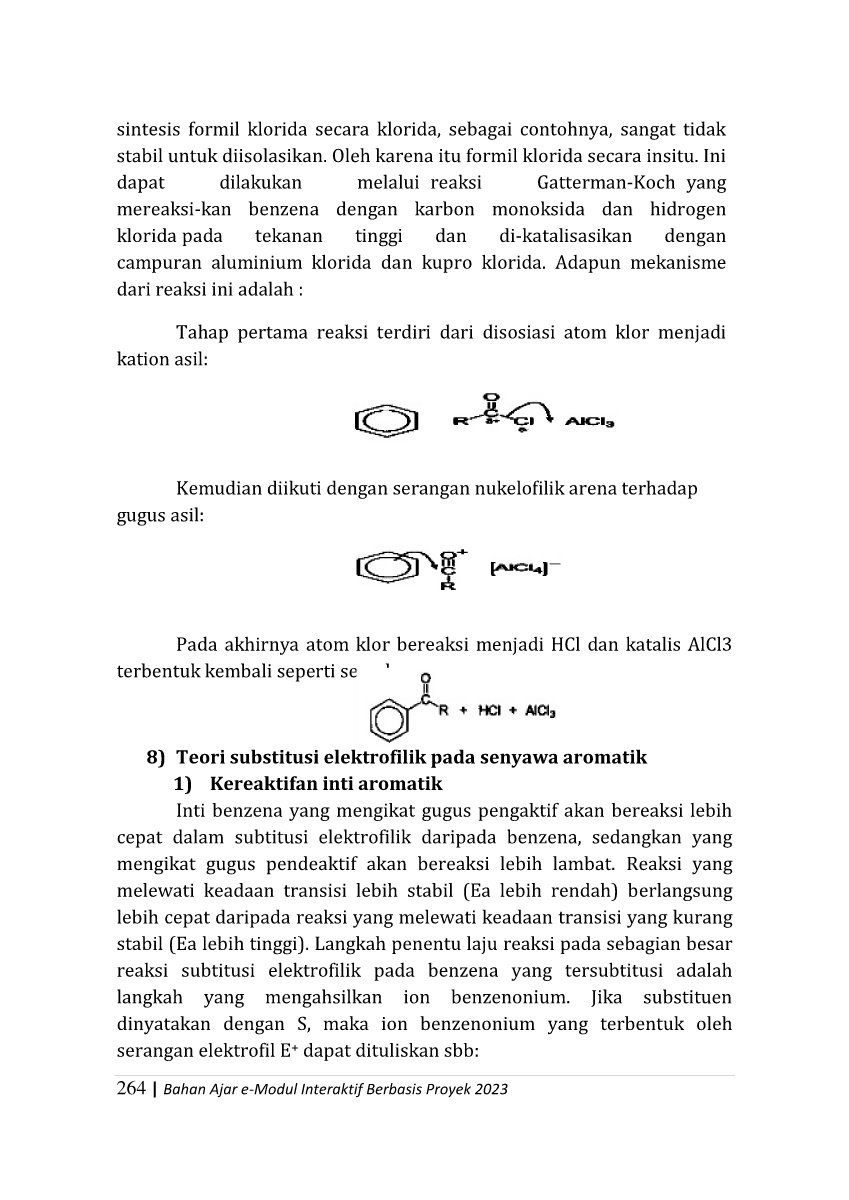 sintesis formil klorida secara klorida, sebagai contohnya, sangat tidak
stabil untuk diisolasikan. Oleh karena itu formil klorida secara insitu. Ini
dapat dilakukan melalui reaksi Gatterman-Koch yang
mereaksi-kan benzena dengan karbon monoksida dan hidrogen
klorida pada tekanan tinggi dan di-katalisasikan dengan
campuran aluminium klorida dan kupro klorida. Adapun mekanisme
dari reaksi ini adalah :
Tahap pertama reaksi terdiri dari disosiasi atom klor menjadi
kation asil:
O
R C Cl AlCl₃
δ+
Kemudian diikuti dengan serangan nukelofilik arena terhadap
gugus asil:
O+
C [AlCl₄]⁻
R
Pada akhirnya atom klor bereaksi menjadi HCl dan katalis AlCl3
terbentuk kembali seperti se
O
C
R + HCl + AlCl₃
8) Teori substitusi elektrofilik pada senyawa aromatik
1) Kereaktifan inti aromatik
Inti benzena yang mengikat gugus pengaktif akan bereaksi lebih
cepat dalam subtitusi elektrofilik daripada benzena, sedangkan yang
mengikat gugus pendeaktif akan bereaksi lebih lambat. Reaksi yang
melewati keadaan transisi lebih stabil (Ea lebih rendah) berlangsung
lebih cepat daripada reaksi yang melewati keadaan transisi yang kurang
stabil (Ea lebih tinggi). Langkah penentu laju reaksi pada sebagian besar
reaksi subtitusi elektrofilik pada benzena yang tersubtitusi adalah
langkah yang mengahsilkan ion benzenonium. Jika substituen
dinyatakan dengan S, maka ion benzenonium yang terbentuk oleh
serangan elektrofil E⁺ dapat dituliskan sbb:
264 | Bahan Ajar e-Modul Interaktif Berbasis Proyek 2023